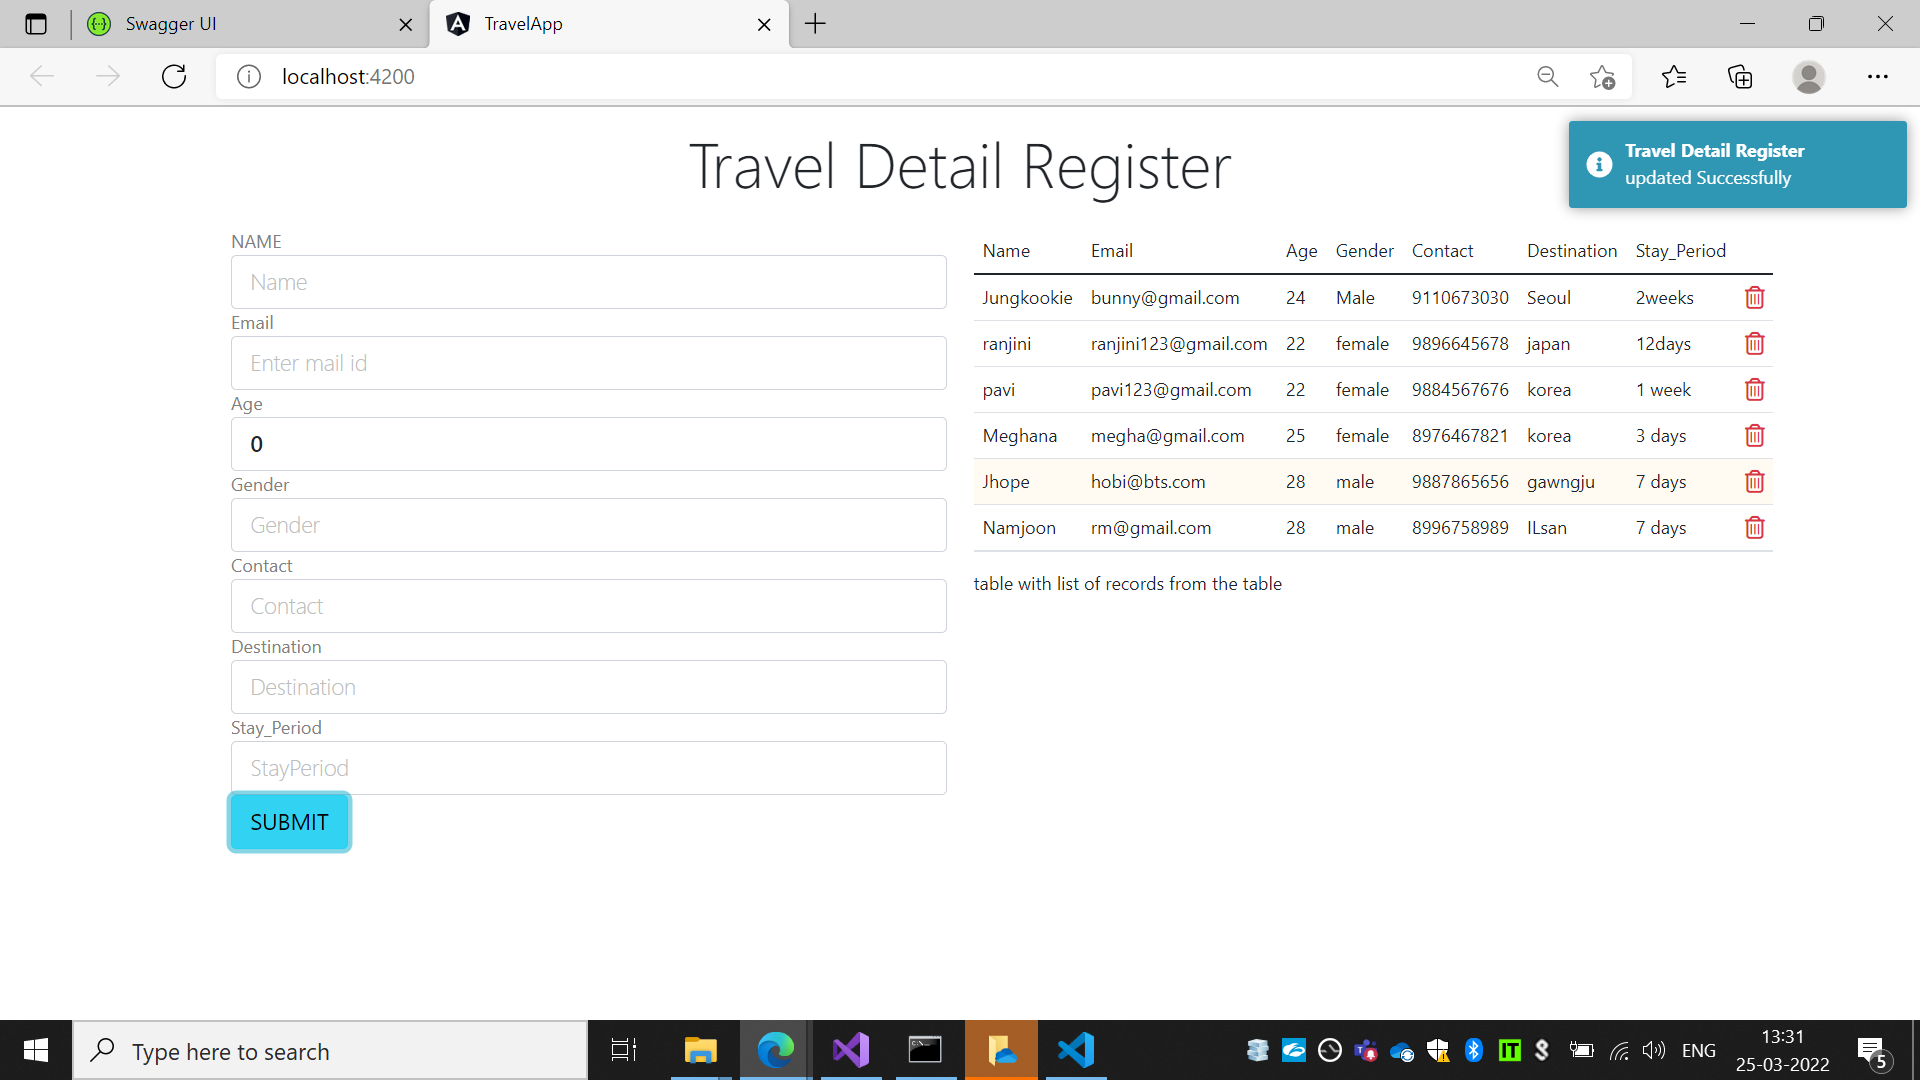 Swagger UI
TravelApp
localhost:4200
Travel Detail Register
Travel Detail Register
updated Successfully
NAME
Name
Email
Enter mail id
Age
0
Gender
Gender
Contact
Contact
Destination
Destination
Stay_Period
StayPeriod
SUBMIT
Name Email Age Gender Contact Destination Stay_Period
Jungkookie bunny@gmail.com 24 Male 9110673030 Seoul 2weeks
ranjini ranjini123@gmail.com 22 female 9896645678 japan 12days
pavi pavi123@gmail.com 22 female 9884567676 korea 1 week
Meghana megha@gmail.com 25 female 8976467821 korea 3 days
Jhope hobi@bts.com 28 male 9887865656 gawngju 7 days
Namjoon rm@gmail.com 28 male 8996758989 ILsan 7 days
table with list of records from the table
Type here to search
IT
ENG
13:31
25-03-2022
5